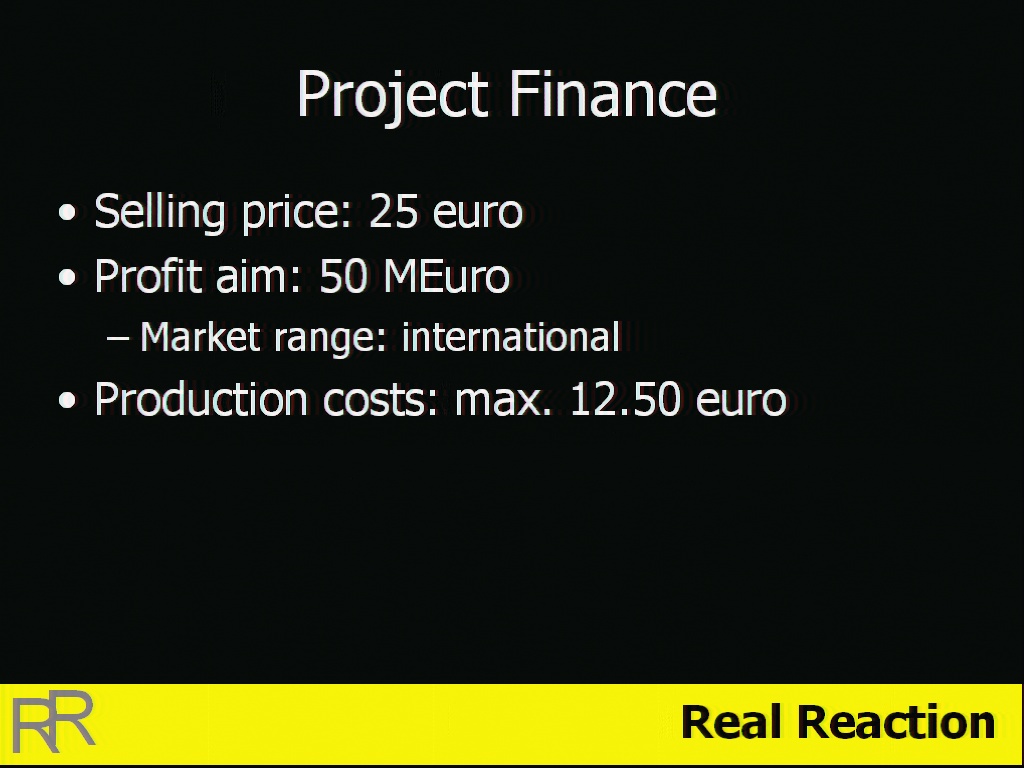 Project Finance
• Selling price: 25 euro
• Profit aim: 50 MEuro
– Market range: international
• Production costs: max. 12.50 euro
RR
Real Reaction